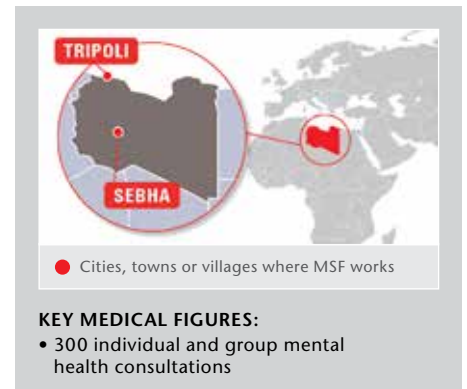 TRIPOLI
SEBHA
Cities, towns or villages where MSF works
KEY MEDICAL FIGURES:
• 300 individual and group mental
health consultations